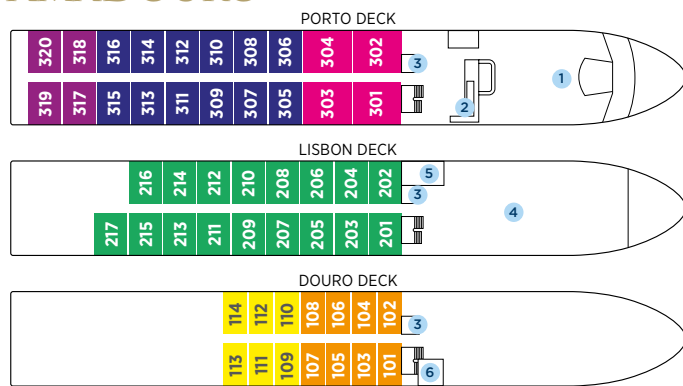 PORTO DECK
320 318 316 314 312 310 308 306 304 302
3
1
319 317 315 313 311 309 307 305 303 301
2
LISBON DECK
216 214 212 210 208 206 204 202
5
3
4
217 215 213 211 209 207 205 203 201
DOURO DECK
114 112 110 108 106 104 102
3
113 111 109 107 105 103 101
6